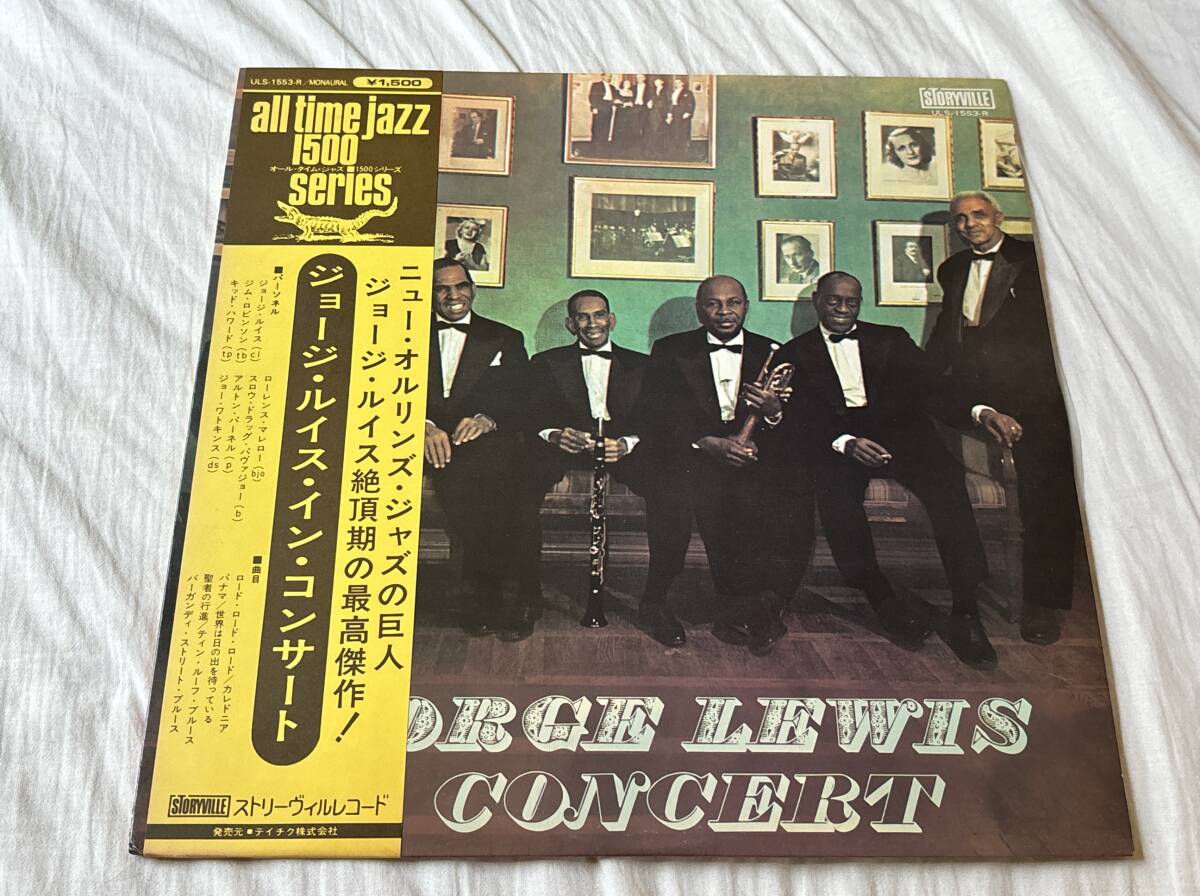 ULS-1553-R/MONAURAL ¥1,500
all time jazz
1500
オール・タイム・ジャズ■1500シリーズ
series
ニュー・オルリンズ・ジャズの巨人
ジョージ・ルイス絶頂期の最高傑作!
ジョージ・ルイス・イン・コンサート
■パーソネル
ジョージ・ルイス(cl)
ジム・ロビンソン(tb)
キッド・ハワード(tp)
ローレンス・マレロー(bjo)
スロウ・ドラッグ・パヴァジョー(b)
アルトン・パーネル(p)
ジョー・ワトキンス(ds)
■曲目
ロード・ロード・ロード/カレドニア
パナマ/世界は日の出を待っている
聖者の行進/ティン・ルーフ・ブルース
バーガンディ・ストリート・ブルース
STORYVILLE ストリーヴィルレコード
発売元■テイチク株式会社
STORYVILLE
ULS-1553-R
ORGE LEWIS
CONCERT